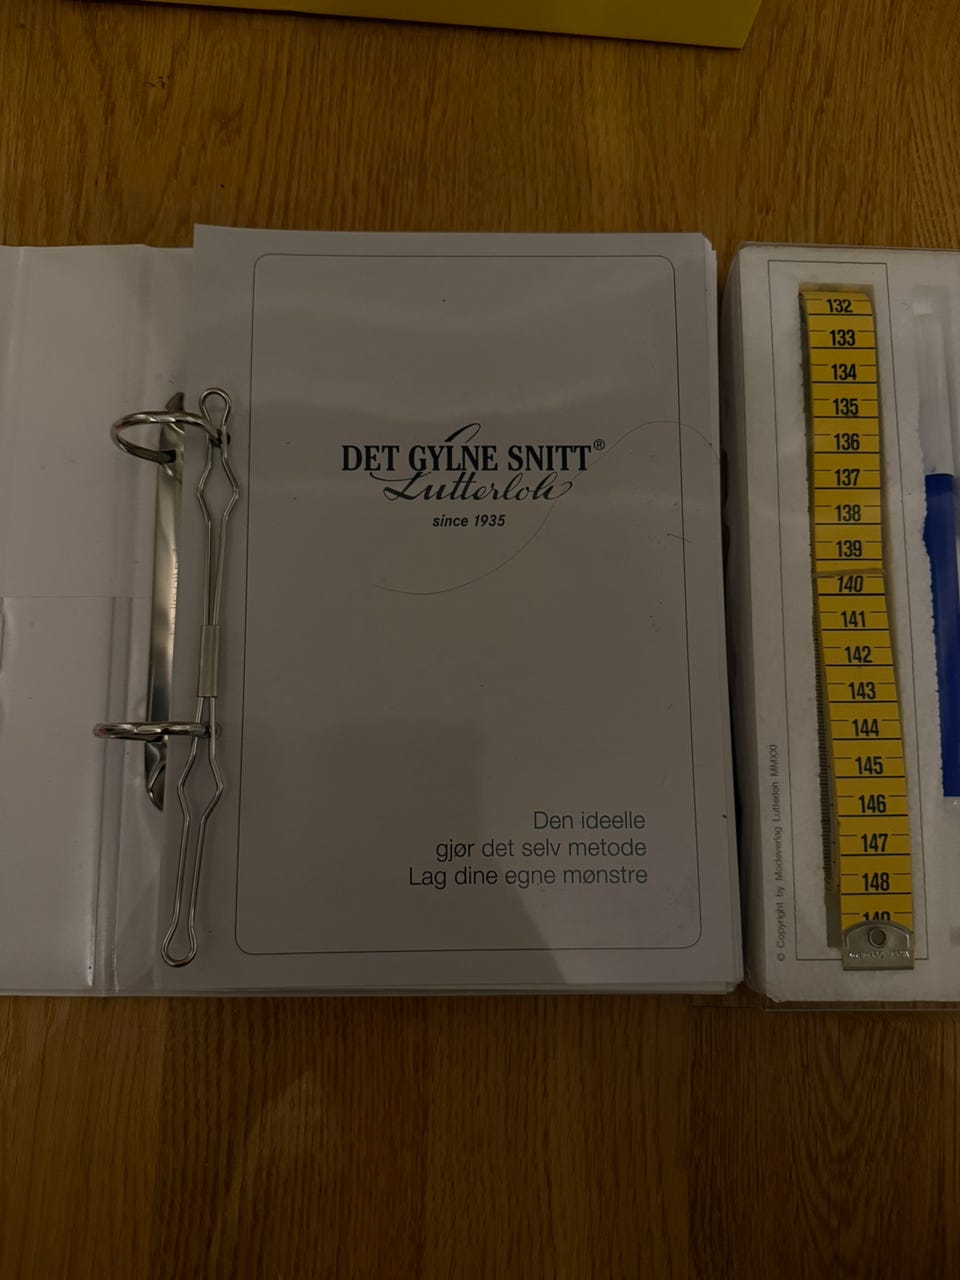 DET GYLNE SNITT®
Lutterloh
since 1935
Den ideelle
gjør det selv metode
Lag dine egne mønstre
© Copyright by Modeverlag Lutterloh MMXXI
132
133
134
135
136
137
138
139
140
141
142
143
144
145
146
147
148
149